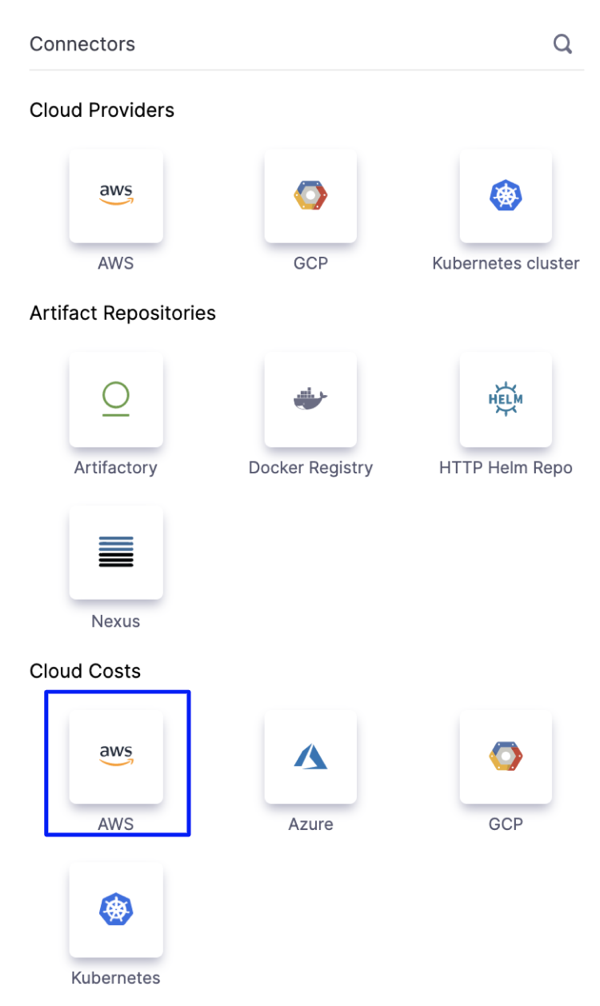 Connectors
Cloud Providers
aws
AWS
GCP
Kubernetes cluster
Artifact Repositories
HELM
Artifactory
Docker Registry
HTTP Helm Repo
Nexus
Cloud Costs
aws
AWS
Azure
GCP
Kubernetes